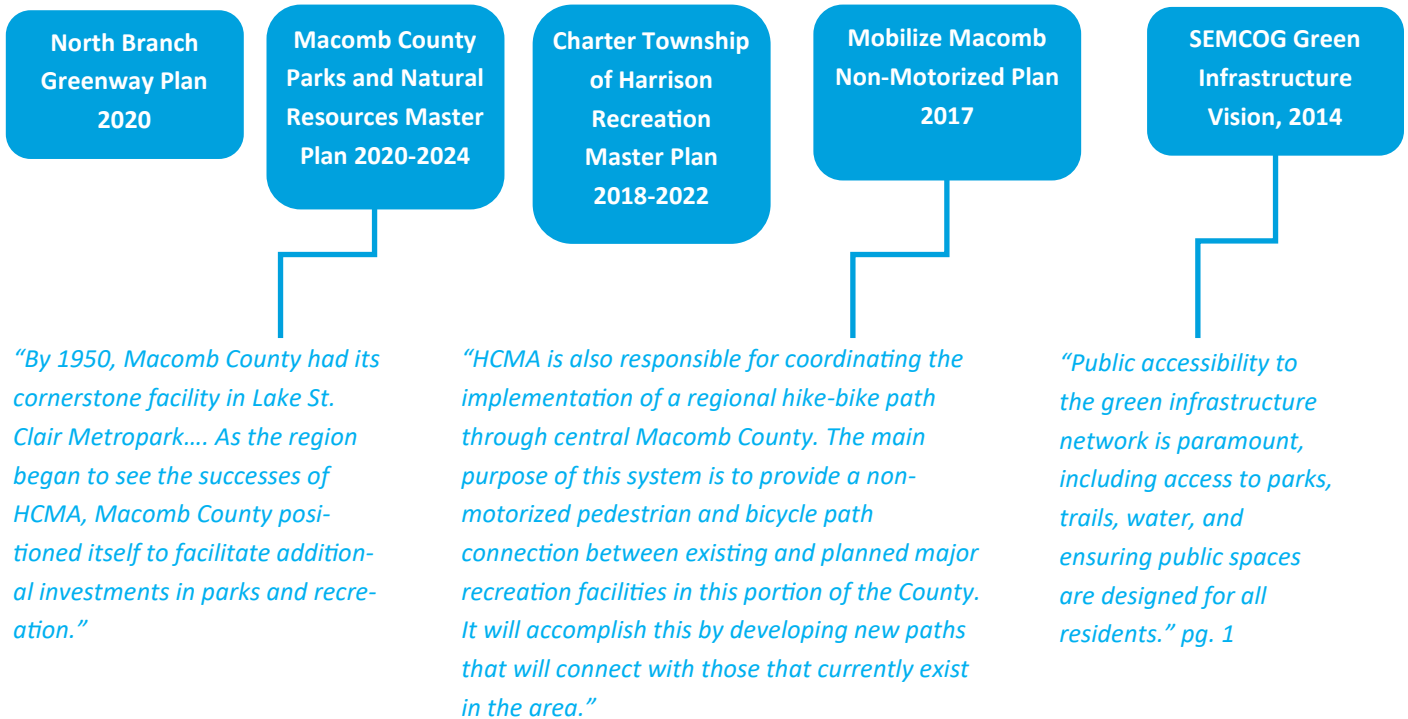 North Branch
Greenway Plan
2020
Macomb County
Parks and Natural
Resources Master
Plan 2020-2024
Charter Township
of Harrison
Recreation
Master Plan
2018-2022
Mobilize Macomb
Non-Motorized Plan
2017
SEMCOG Green
Infrastructure
Vision, 2014
“By 1950, Macomb County had its
cornerstone facility in Lake St.
Clair Metropark…. As the region
began to see the successes of
HCMA, Macomb County posi-
tioned itself to facilitate addition-
al investments in parks and recre-
ation.”
“HCMA is also responsible for coordinating the
implementation of a regional hike-bike path
through central Macomb County. The main
purpose of this system is to provide a non-
motorized pedestrian and bicycle path
connection between existing and planned major
recreation facilities in this portion of the County.
It will accomplish this by developing new paths
that will connect with those that currently exist
in the area.”
“Public accessibility to
the green infrastructure
network is paramount,
including access to parks,
trails, water, and
ensuring public spaces
are designed for all
residents.” pg. 1